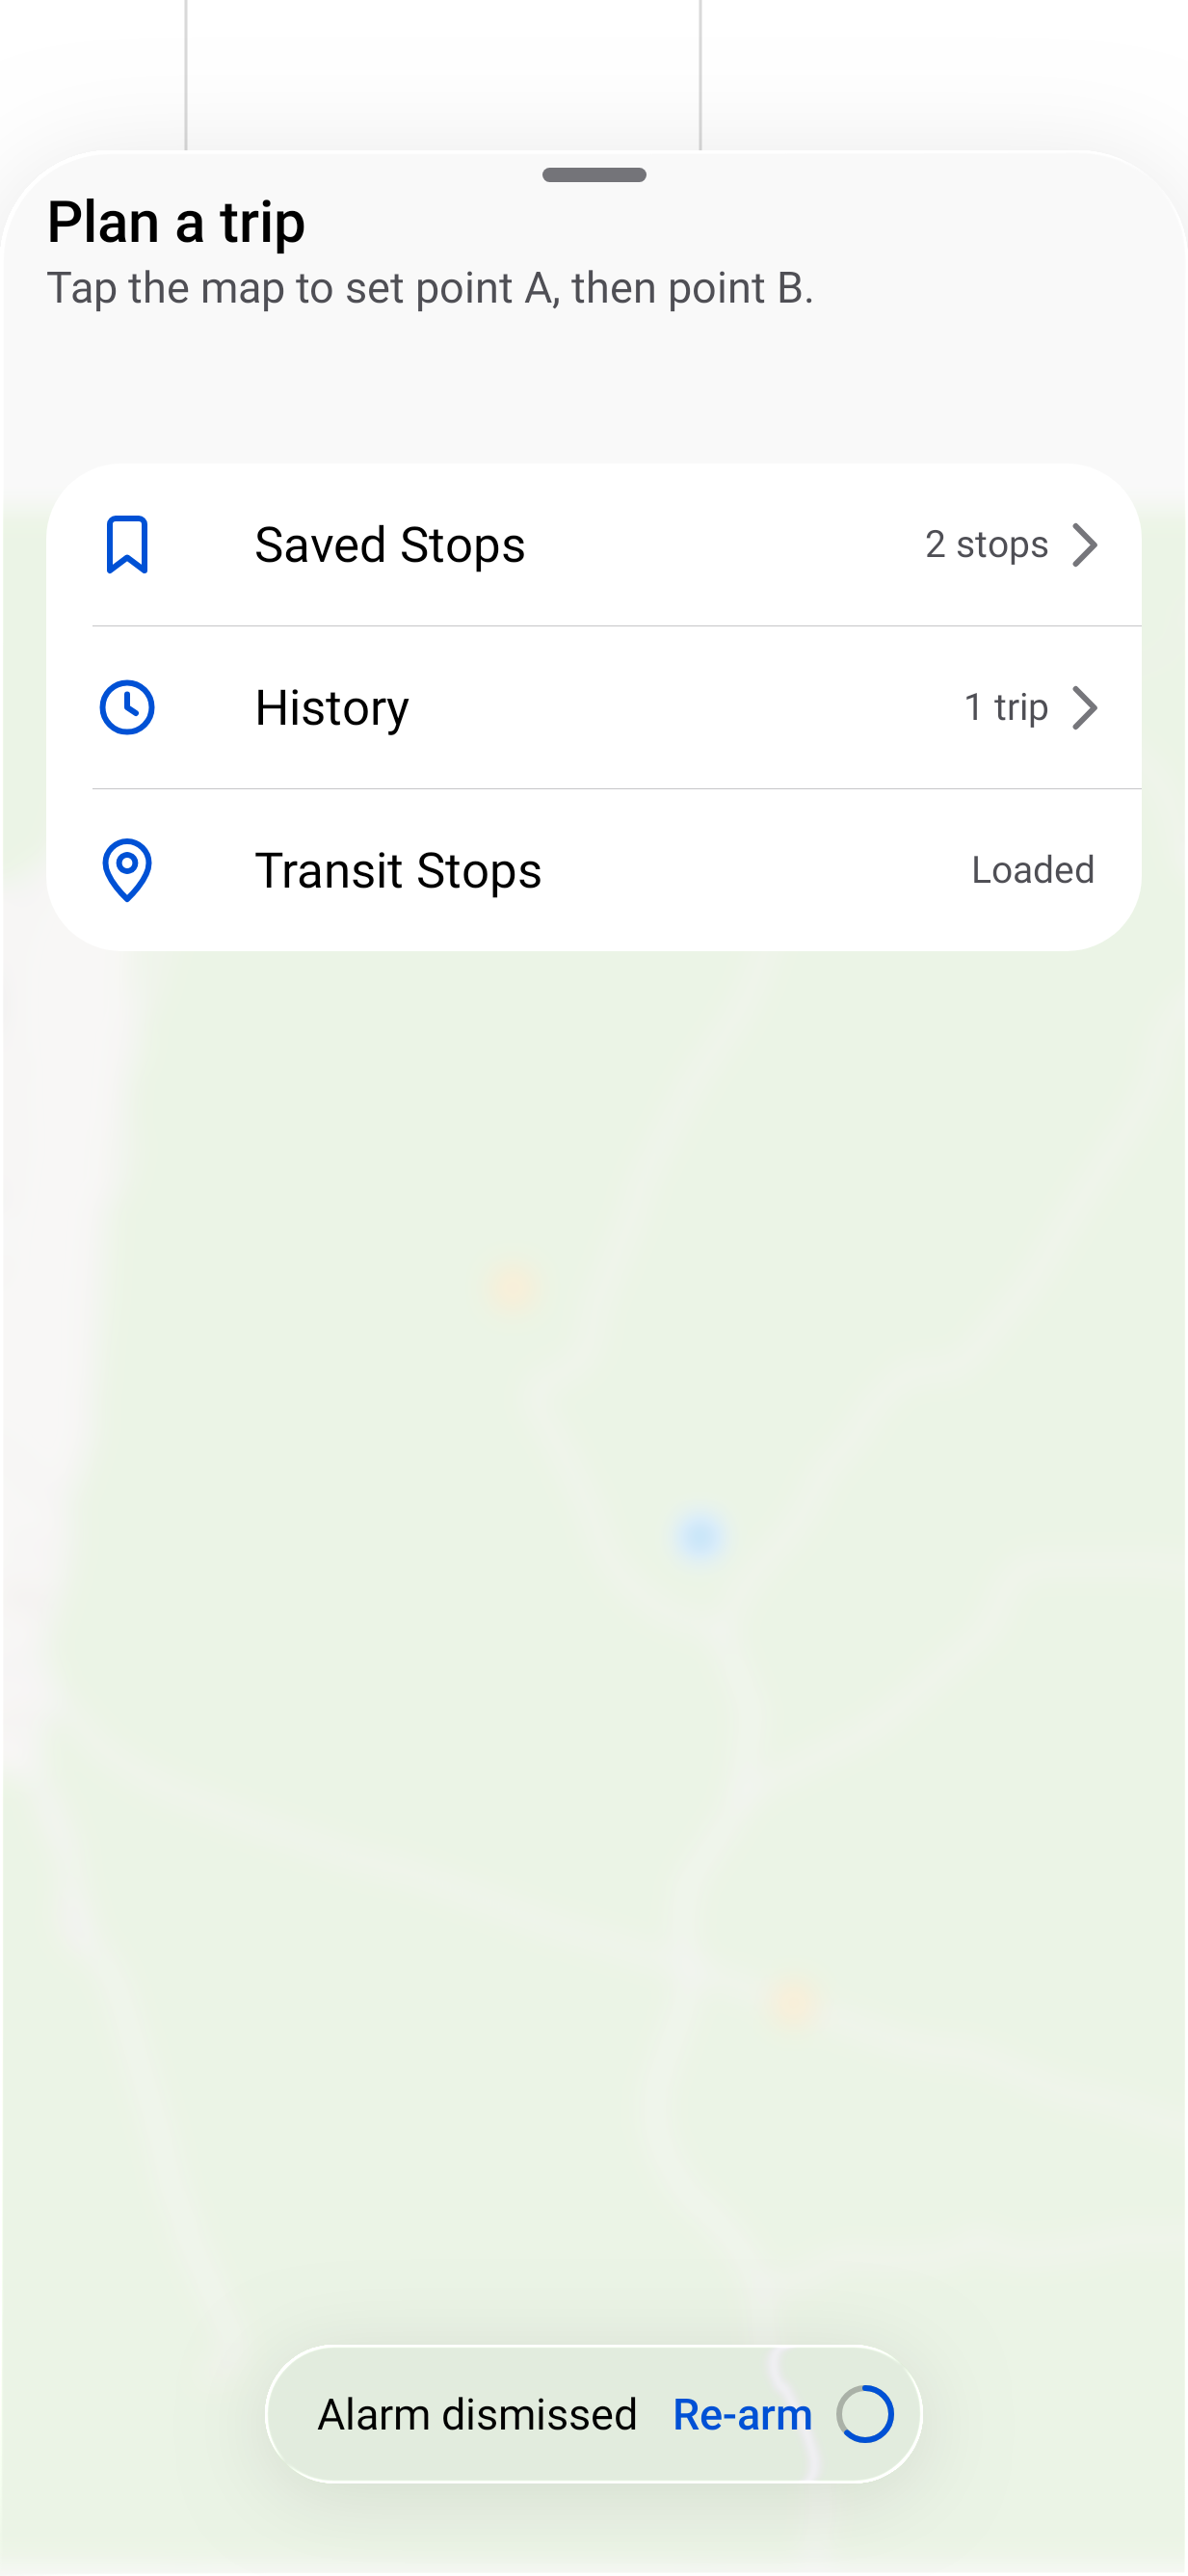 Plan a trip
Tap the map to set point A, then point B.
Saved Stops 2 stops
History 1 trip
Transit Stops Loaded
Alarm dismissed Re-arm